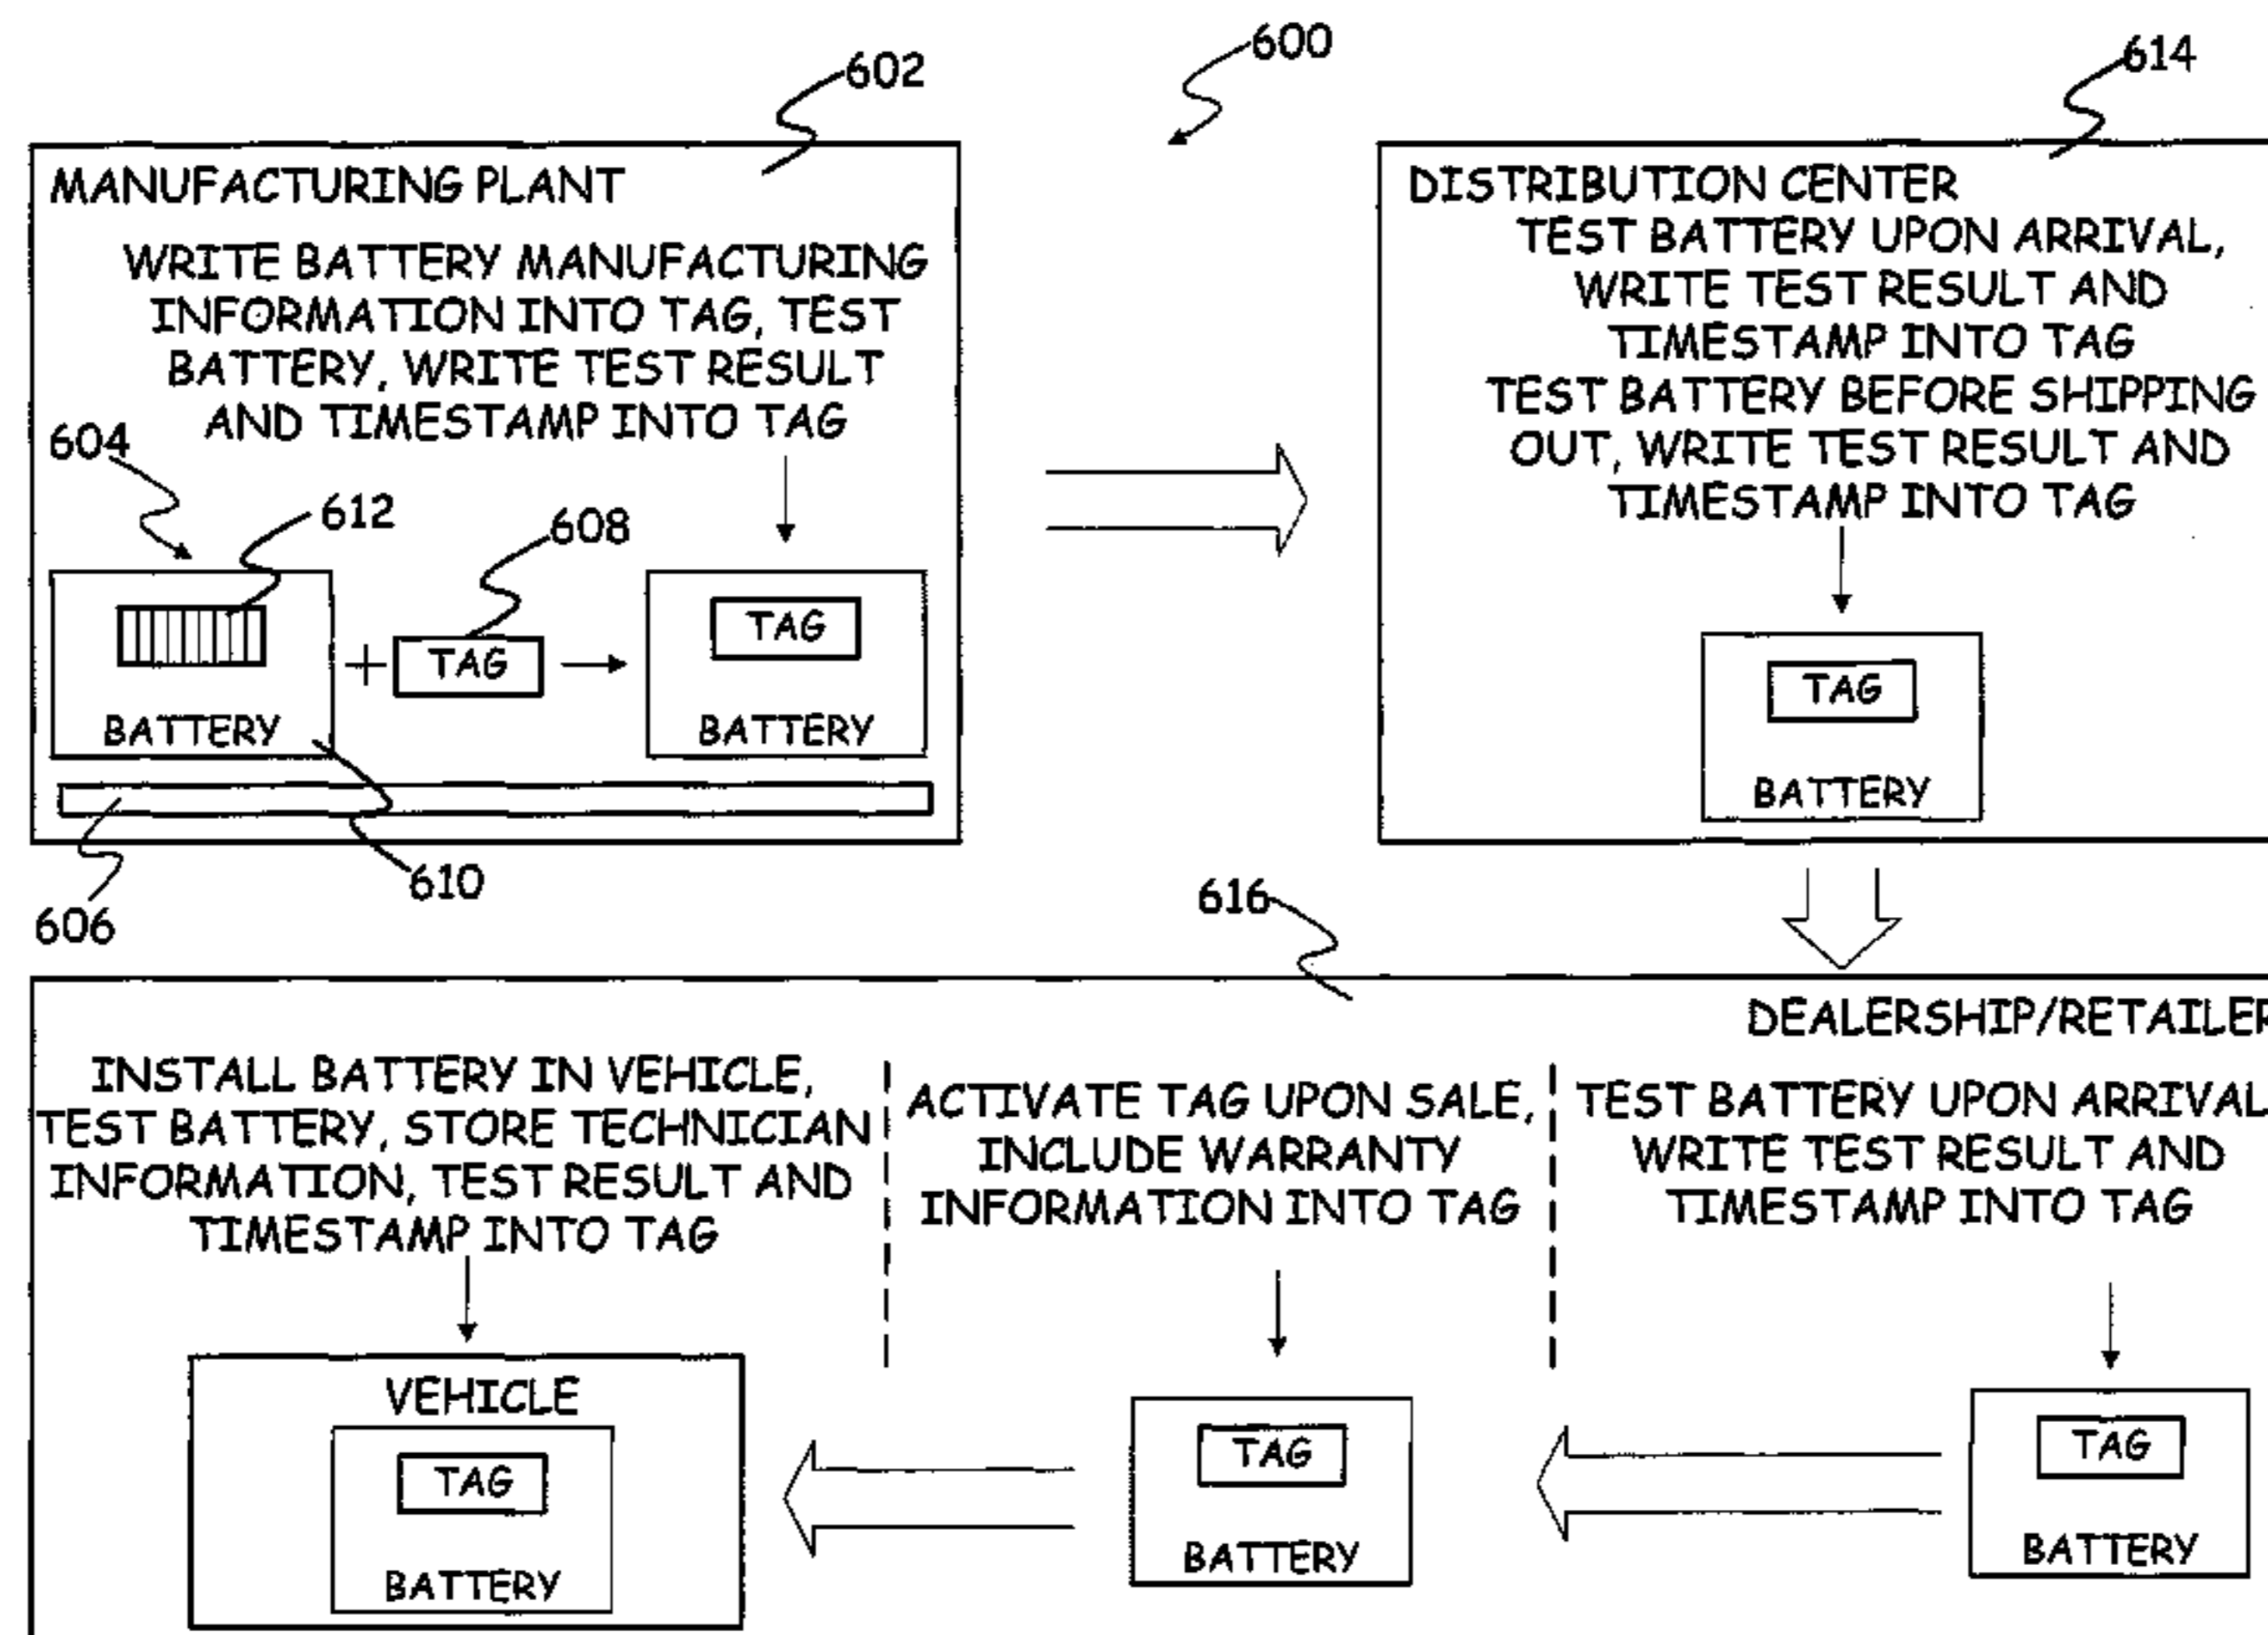 600
602
MANUFACTURING PLANT
WRITE BATTERY MANUFACTURING
INFORMATION INTO TAG, TEST
BATTERY, WRITE TEST RESULT
AND TIMESTAMP INTO TAG
604
612
608
TAG
BATTERY
TAG
BATTERY
610
606
614
DISTRIBUTION CENTER
TEST BATTERY UPON ARRIVAL,
WRITE TEST RESULT AND
TIMESTAMP INTO TAG
TEST BATTERY BEFORE SHIPPING
OUT, WRITE TEST RESULT AND
TIMESTAMP INTO TAG
TAG
BATTERY
616
DEALERSHIP/RETAILER
TEST BATTERY UPON ARRIVAL
WRITE TEST RESULT AND
TIMESTAMP INTO TAG
TAG
BATTERY
ACTIVATE TAG UPON SALE,
INCLUDE WARRANTY
INFORMATION INTO TAG
TAG
BATTERY
INSTALL BATTERY IN VEHICLE,
TEST BATTERY, STORE TECHNICIAN
INFORMATION, TEST RESULT AND
TIMESTAMP INTO TAG
VEHICLE
TAG
BATTERY